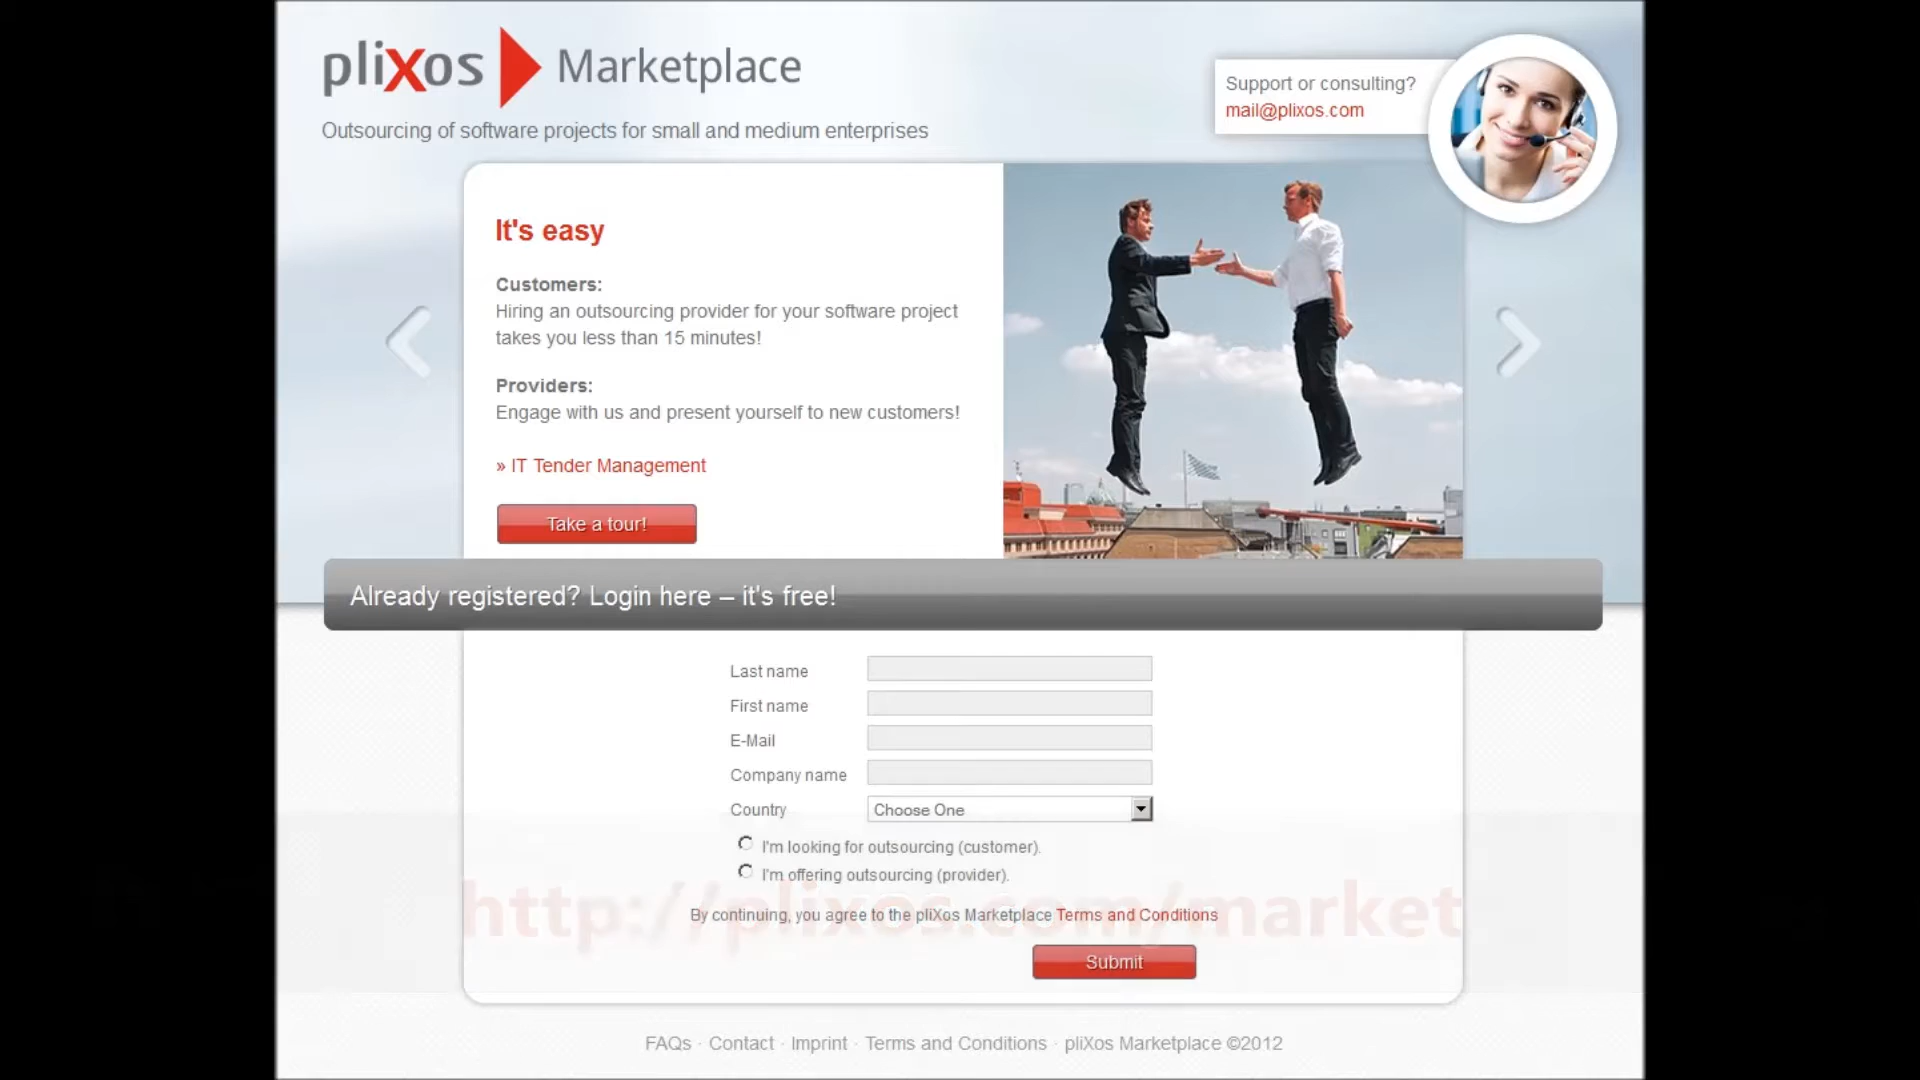 pliXos Marketplace
Outsourcing of software projects for small and medium enterprises
Support or consulting?
mail@plixos.com
It's easy
Customers:
Hiring an outsourcing provider for your software project
takes you less than 15 minutes!
Providers:
Engage with us and present yourself to new customers!
» IT Tender Management
Take a tour!
Already registered? Login here – it's free!
Last name
First name
E-Mail
Company name
Country
Choose One
I'm looking for outsourcing (customer).
I'm offering outsourcing (provider).
http://plixos.com/market
By continuing, you agree to the pliXos Marketplace Terms and Conditions
Submit
FAQs · Contact · Imprint · Terms and Conditions · pliXos Marketplace ©2012